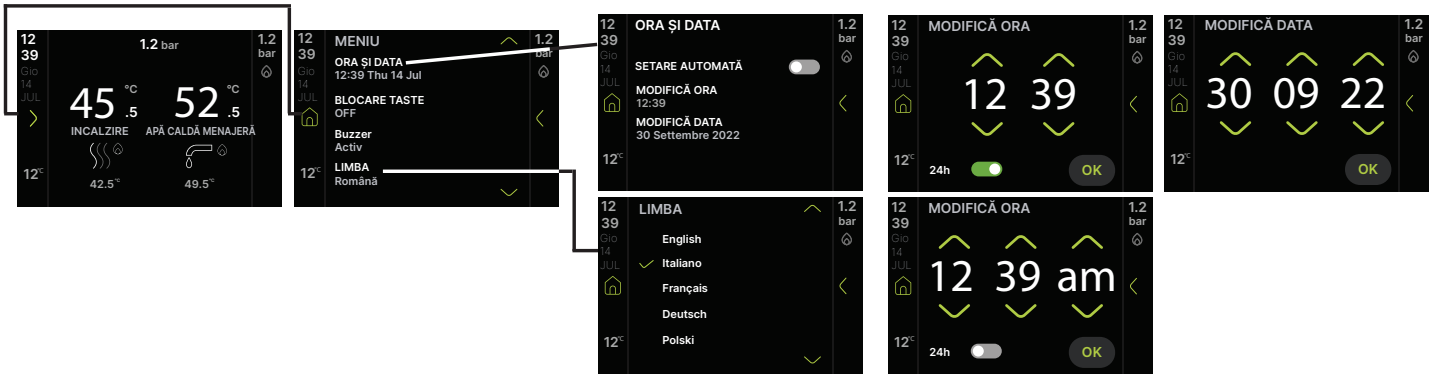 12
39
Gio
14
JUL
12°C
1.2 bar
1.2
bar
45.5 °C
52.5 °C
INCALZIRE
APĂ CALDĂ MENAJERĂ
42.5°C
49.5°C
12
39
Gio
14
JUL
12°C
MENIU
1.2
bar
ORA ȘI DATA
12:39 Thu 14 Jul
BLOCARE TASTE
OFF
Buzzer
Activ
LIMBA
Română
12
39
Gio
14
JUL
12°C
ORA ȘI DATA
1.2
bar
SETARE AUTOMATĂ
MODIFICĂ ORA
12:39
MODIFICĂ DATA
30 Settembre 2022
12
39
Gio
14
JUL
12°C
MODIFICĂ ORA
1.2
bar
12 39
24h
OK
12
39
Gio
14
JUL
12°C
MODIFICĂ DATA
1.2
bar
30 09 22
OK
12
39
Gio
14
JUL
12°C
LIMBA
1.2
bar
English
Italiano
Français
Deutsch
Polski
12
39
Gio
14
JUL
12°C
MODIFICĂ ORA
1.2
bar
12 39 am
24h
OK